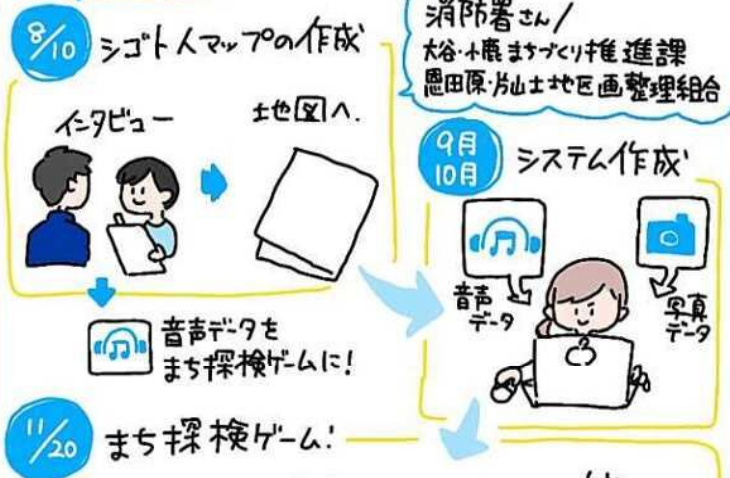 8/10 シゴト人マップの作成
インタビュー
土地図へ.
音声データを
まち探検ゲームに!
消防署さん/
大谷・小鹿まちづくり推進課
恩田原・片山土地区画整理組合
9月
10月
システム作成
音声
データ
写真
データ
11/20 まち探検ゲーム!